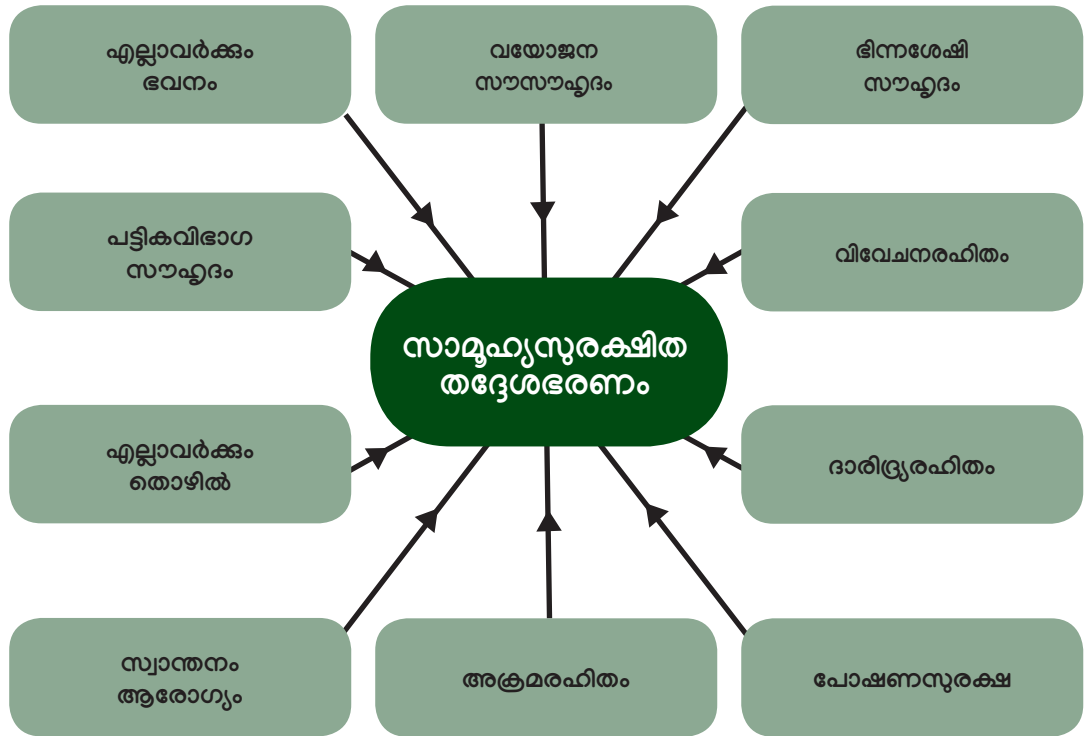 എല്ലാവർക്കും
ഭവനം
വയോജന
സൗസൗഹൃദം
ഭിന്നശേഷി
സൗഹൃദം
പട്ടികവിഭാഗ
സൗഹൃദം
വിവേചനരഹിതം
സാമൂഹ്യസുരക്ഷിത
തദ്ദേശഭരണം
എല്ലാവർക്കും
തൊഴിൽ
ദാരിദ്ര്യരഹിതം
സ്വാന്തനം
ആരോഗ്യം
അക്രമരഹിതം
പോഷണസുരക്ഷ